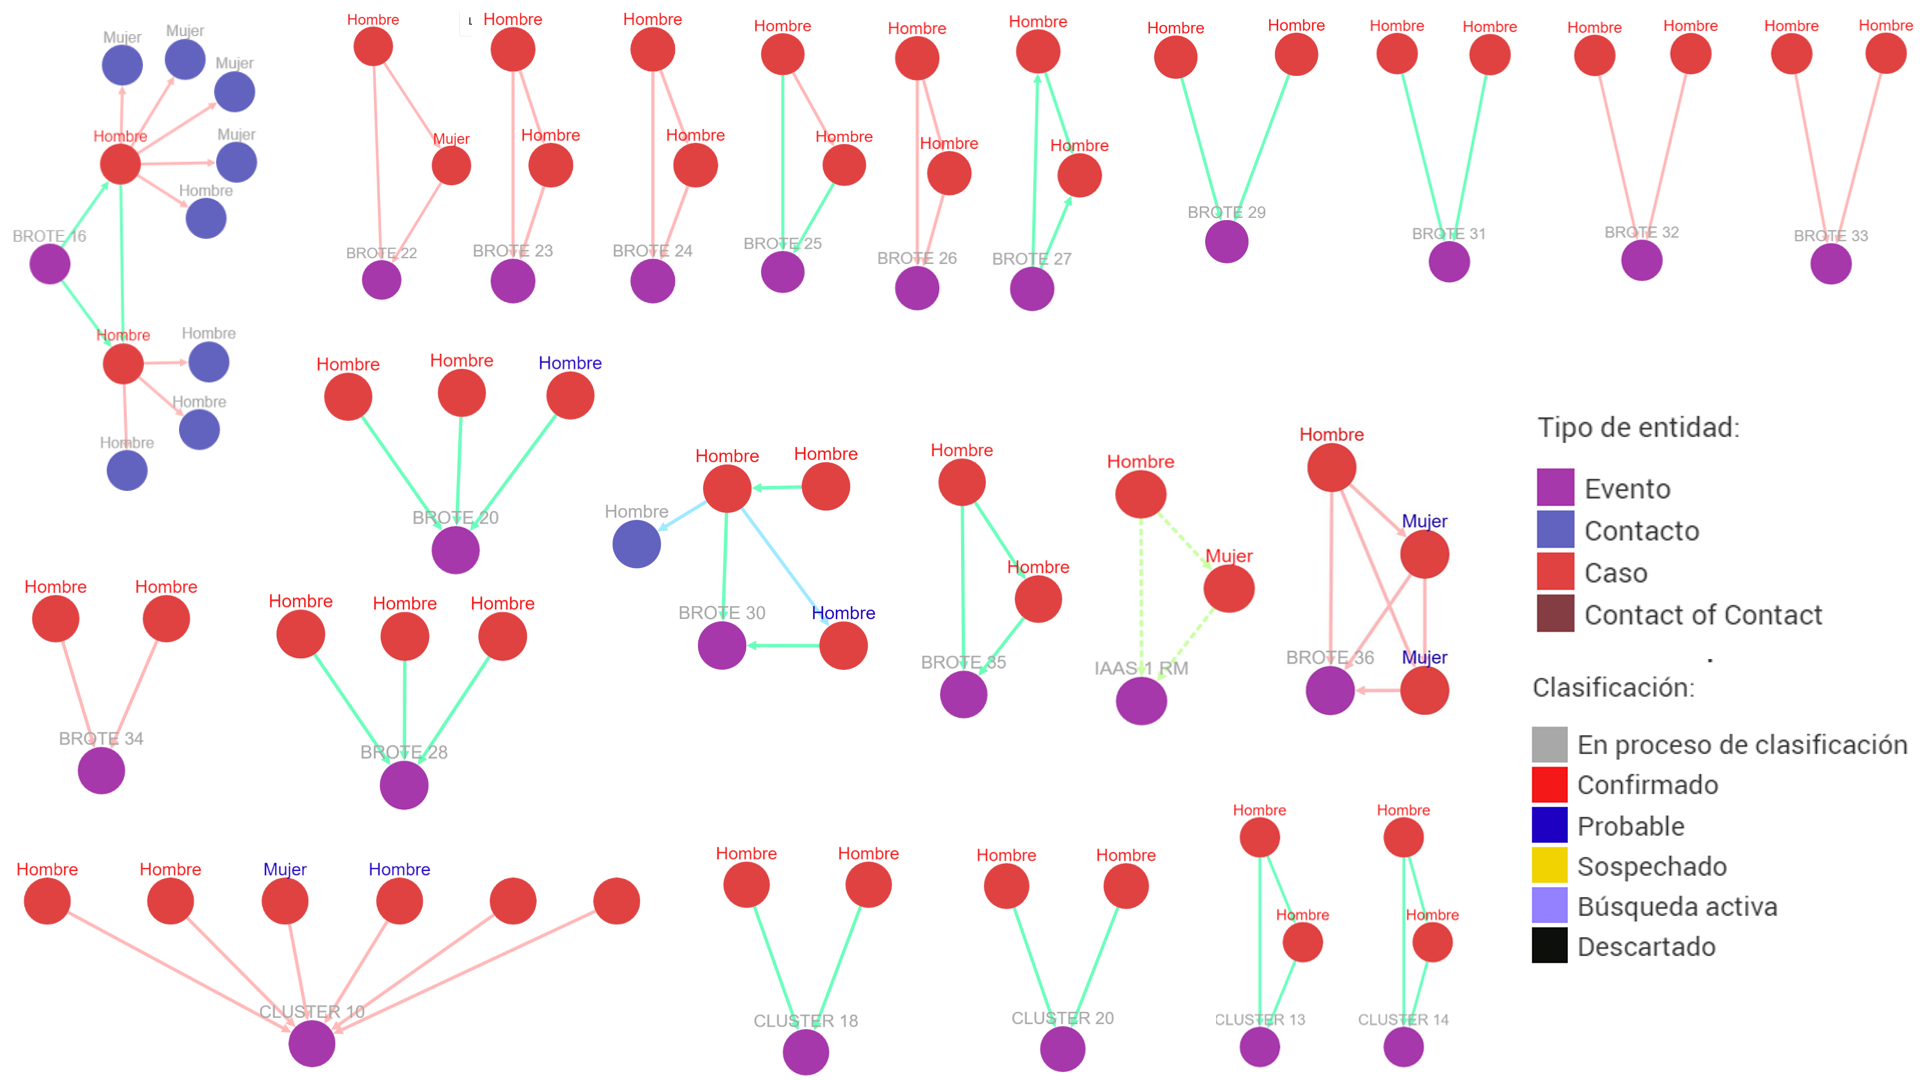 Mujer
Mujer
Mujer
Hombre
Mujer
Hombre
BROTE 16
Hombre
Hombre
Hombre
Hombre
Hombre
Mujer
BROTE 22
Hombre
Hombre
BROTE 23
Hombre
Hombre
BROTE 24
Hombre
Hombre
BROTE 25
Hombre
Hombre
BROTE 26
Hombre
Hombre
BROTE 27
Hombre
Hombre
BROTE 29
Hombre
Hombre
BROTE 31
Hombre
Hombre
BROTE 32
Hombre
Hombre
BROTE 33
Hombre
Hombre
Hombre
BROTE 20
Hombre
Hombre
Hombre
BROTE 30
Hombre
Hombre
Hombre
BROTE 35
Hombre
Mujer
IAAS 1 RM
Hombre
Mujer
BROTE 36
Mujer
Hombre
Hombre
BROTE 34
Hombre
Hombre
Hombre
BROTE 28
Hombre
Hombre
Mujer
Hombre
CLUSTER 10
Hombre
Hombre
CLUSTER 18
Hombre
Hombre
CLUSTER 20
Hombre
Hombre
CLUSTER 13
Hombre
Hombre
CLUSTER 14
Tipo de entidad:
Evento
Contacto
Caso
Contact of Contact
.
Clasificación:
En proceso de clasificación
Confirmado
Probable
Sospechado
Búsqueda activa
Descartado